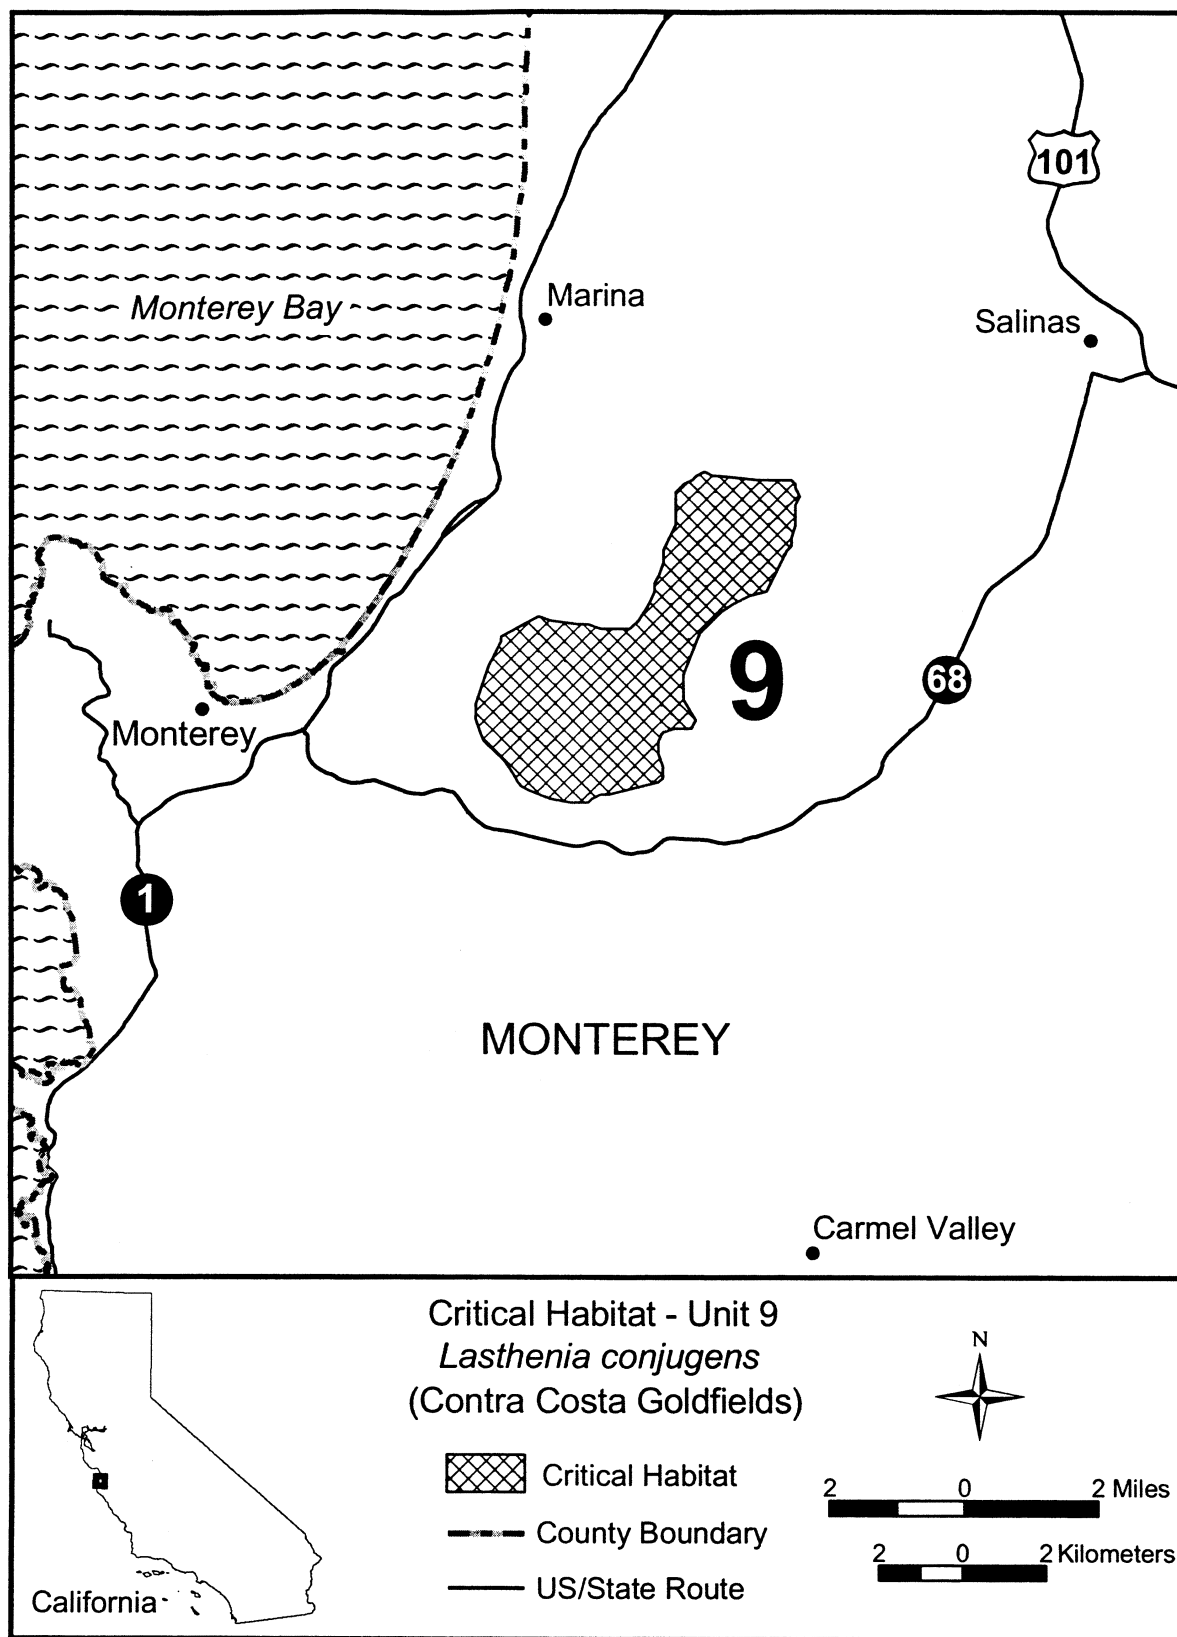 101
Marina
Monterey Bay
Salinas
9
68
Monterey
1
MONTEREY
Carmel Valley
Critical Habitat - Unit 9
Lasthenia conjugens
(Contra Costa Goldfields)
N
Critical Habitat
County Boundary
US/State Route
2 0 2 Miles
2 0 2 Kilometers
California